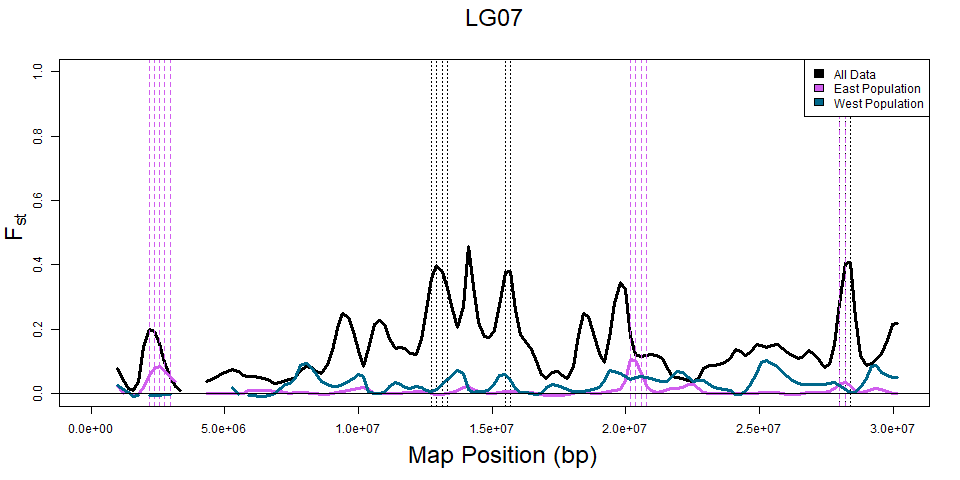 LG07
All Data
East Population
West Population
1.0
0.8
0.6
0.4
0.2
0.0
Fst
0.0e+00 5.0e+06 1.0e+07 1.5e+07 2.0e+07 2.5e+07 3.0e+07
Map Position (bp)